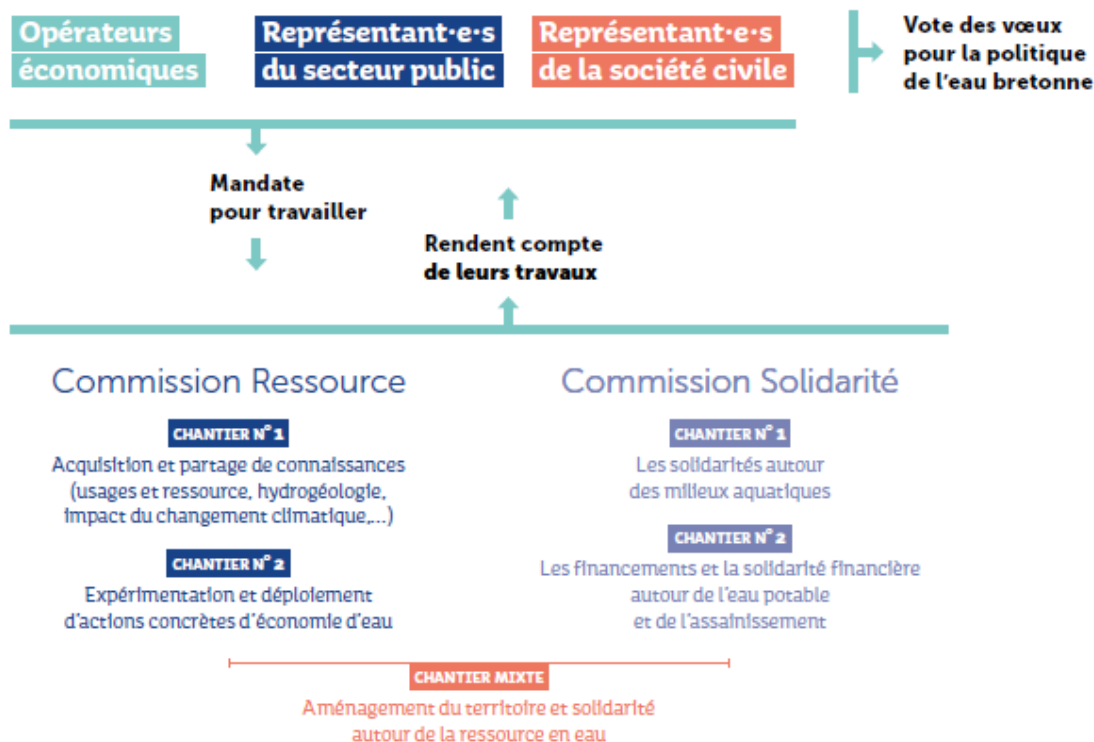 Opérateurs
économiques
Représentant·e·s
du secteur public
Représentant·e·s
de la société civile
Vote des vœux
pour la politique
de l'eau bretonne
Mandate
pour travailler
Rendent compte
de leurs travaux
Commission Ressource
CHANTIER N° 1
Acquisition et partage de connaissances
(usages et ressource, hydrogéologie,
impact du changement climatique,...)
CHANTIER N° 2
Expérimentation et déploiement
d'actions concrètes d'économie d'eau
Commission Solidarité
CHANTIER N° 1
Les solidarités autour
des milieux aquatiques
CHANTIER N° 2
Les financements et la solidarité financière
autour de l'eau potable
et de l'assainissement
CHANTIER MIXTE
Aménagement du territoire et solidarité
autour de la ressource en eau